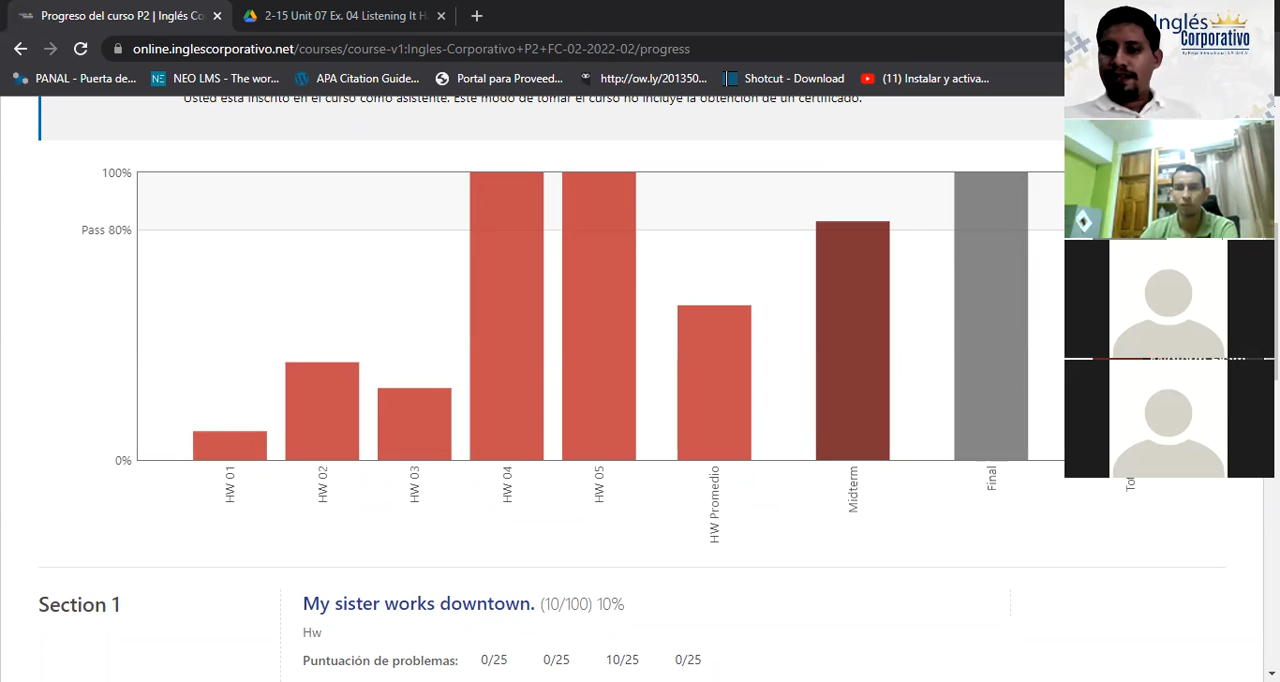 Progreso del curso P2 | Inglés Co
2-15 Unit 07 Ex. 04 Listening It H
online.inglescorporativo.net/courses/course-v1:Ingles-Corporativo+P2+FC-02-2022-02/progress
PANAL - Puerta de...
NEO LMS - The wor...
APA Citation Guide...
Portal para Proveed...
http://ow.ly/201350...
Shotcut - Download
(11) Instalar y activa...
Inglés
Corporativo
Usted está inscrito en el curso como asistente. Este modo de tomar el curso no incluye la obtención de un certificado.
100%
Pass 80%
0%
HW 01
HW 02
HW 03
HW 04
HW 05
HW Promedio
Midterm
Final
Tot
Section 1
My sister works downtown. (10/100) 10%
Hw
Puntuación de problemas: 0/25 0/25 10/25 0/25